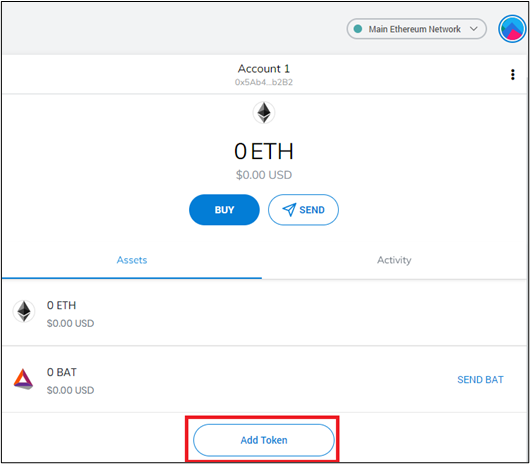 Main Ethereum Network
Account 1
0x5Ab4...b2B2
0 ETH
$0.00 USD
BUY
SEND
Assets
Activity
0 ETH
$0.00 USD
0 BAT
$0.00 USD
SEND BAT
Add Token